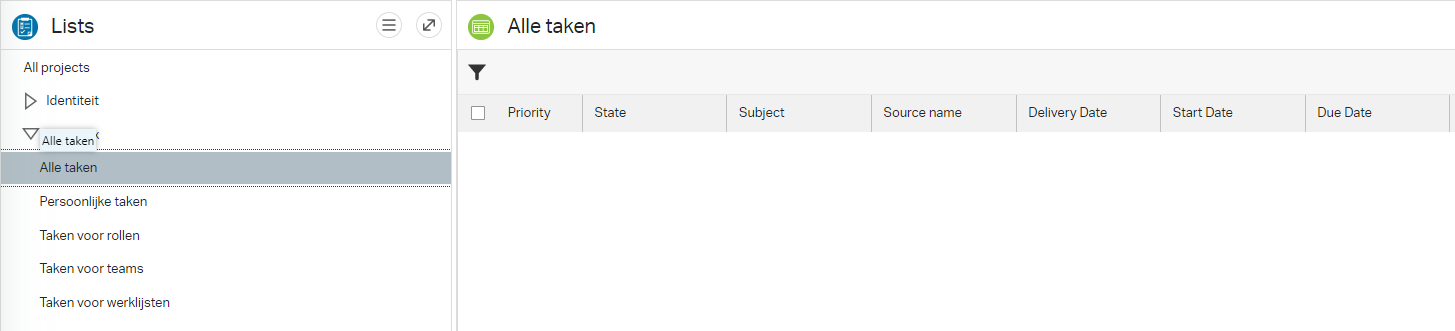 Lists
All projects
Identiteit
Alle taken
Alle taken
Persoonlijke taken
Taken voor rollen
Taken voor teams
Taken voor werklijsten
Alle taken
Priority State Subject Source name Delivery Date Start Date Due Date